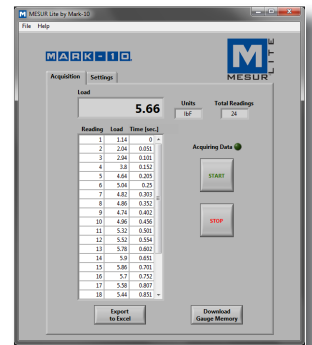 MESUR Lite by Mark-10
File Help
MARK-10
M
MESUR
LITE
Acquisition Settings
Load
5.66
Units
lbF
Total Readings
24
Reading Load Time [sec.]
1 1.14 0
2 2.04 0.051
3 2.94 0.101
4 3.8 0.152
5 4.64 0.205
6 5.04 0.25
7 4.82 0.303
8 4.86 0.352
9 4.74 0.402
10 4.96 0.456
11 5.32 0.501
12 5.52 0.554
13 5.78 0.602
14 5.9 0.651
15 5.86 0.701
16 5.7 0.752
17 5.58 0.807
18 5.44 0.851
Acquiring Data
START
STOP
Export
to Excel
Download
Gauge Memory